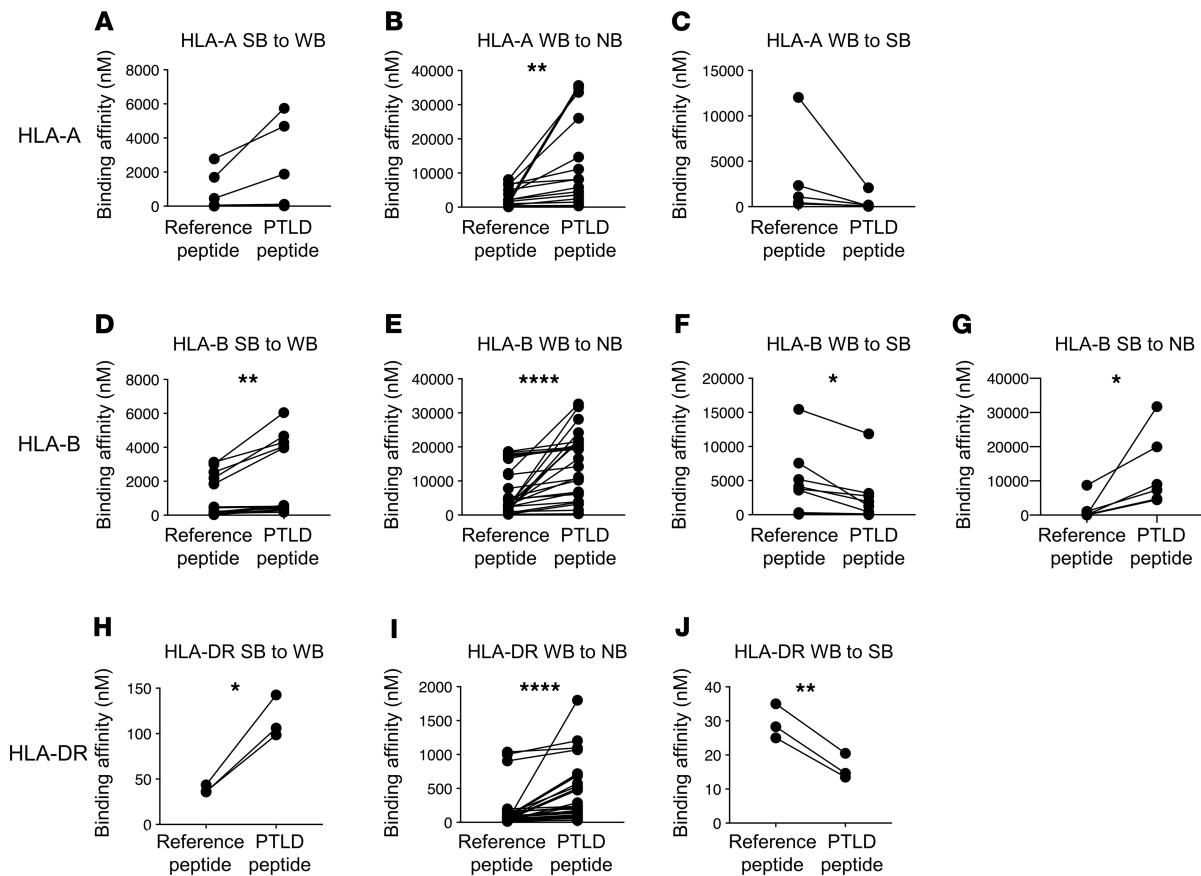 A
HLA-A SB to WB
B
HLA-A WB to NB
C
HLA-A WB to SB
HLA-A
Binding affinity (nM)
8000
6000
4000
2000
0
Reference
peptide
PTLD
peptide
Binding affinity (nM)
**
40000
30000
20000
10000
0
Reference
peptide
PTLD
peptide
Binding affinity (nM)
15000
10000
5000
0
Reference
peptide
PTLD
peptide
D
HLA-B SB to WB
E
HLA-B WB to NB
F
HLA-B WB to SB
G
HLA-B SB to NB
HLA-B
Binding affinity (nM)
**
8000
6000
4000
2000
0
Reference
peptide
PTLD
peptide
Binding affinity (nM)
****
40000
30000
20000
10000
0
Reference
peptide
PTLD
peptide
Binding affinity (nM)
*
20000
15000
10000
5000
0
Reference
peptide
PTLD
peptide
Binding affinity (nM)
*
40000
30000
20000
10000
0
Reference
peptide
PTLD
peptide
H
HLA-DR SB to WB
I
HLA-DR WB to NB
J
HLA-DR WB to SB
HLA-DR
Binding affinity (nM)
*
150
100
50
0
Reference
peptide
PTLD
peptide
Binding affinity (nM)
****
2000
1500
1000
500
0
Reference
peptide
PTLD
peptide
Binding affinity (nM)
**
40
30
20
10
0
Reference
peptide
PTLD
peptide